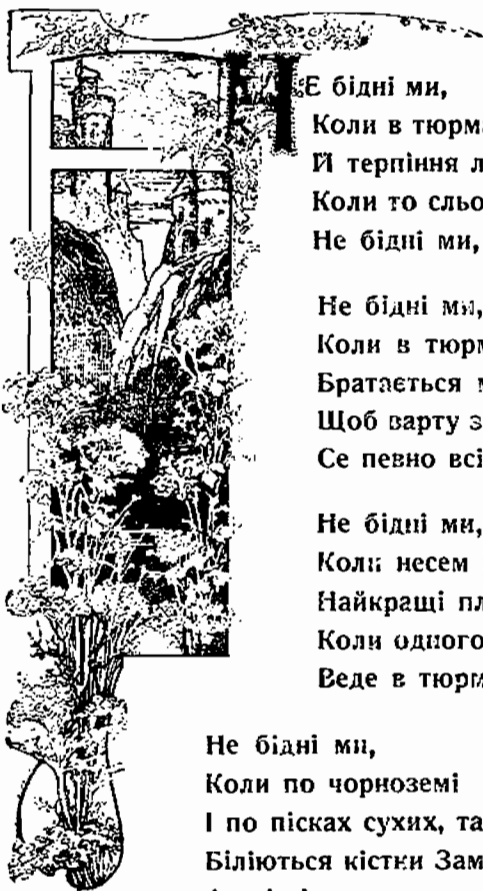 НЕ бідні ми,
Коли в тюрм
Й терпіння л
Коли то сльо
Не бідні ми,
Не бідні ми,
Коли в тюрм
Братається м
Щоб варту з
Се певно всі
Не бідні ми,
Коли несем
Найкращі пл
Коли одного
Веде в тюрм
Не бідні ми,
Коли по чорноземі
І по пісках сухих, та
Біліються кістки Зам